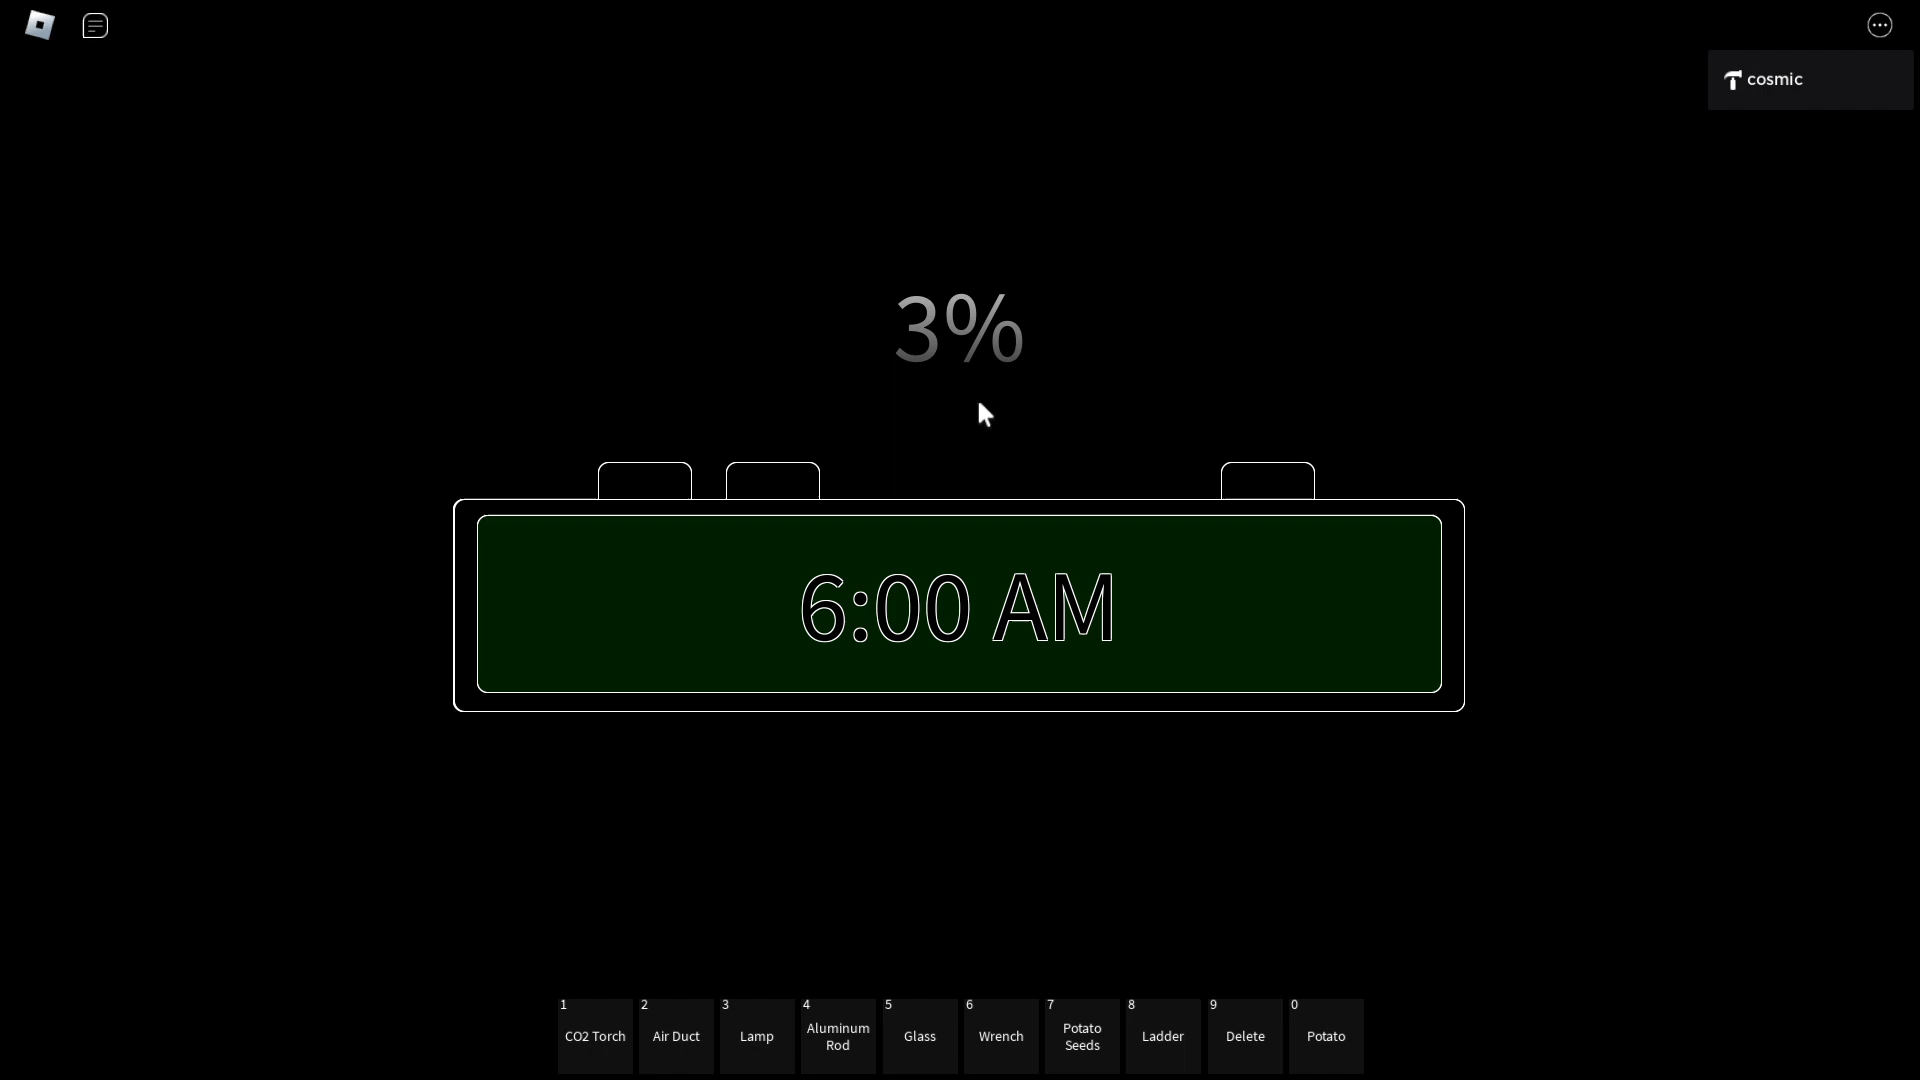 cosmic
3%
6:00 AM
1
CO2 Torch
2
Air Duct
3
Lamp
4
Aluminum
Rod
5
Glass
6
Wrench
7
Potato
Seeds
8
Ladder
9
Delete
0
Potato